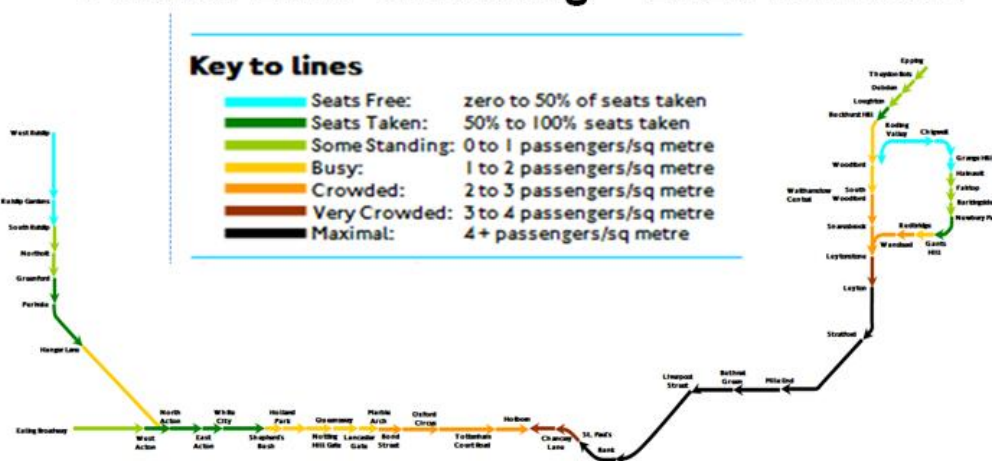 Key to lines
Seats Free: zero to 50% of seats taken
Seats Taken: 50% to 100% seats taken
Some Standing: 0 to 1 passengers/sq metre
Busy: 1 to 2 passengers/sq metre
Crowded: 2 to 3 passengers/sq metre
Very Crowded: 3 to 4 passengers/sq metre
Maximal: 4+ passengers/sq metre
Epping
Theydon Bois
Debden
Loughton
Buckhurst Hill
Roding Valley
Chigwell
Grange Hill
Hainault
Fairlop
Barkingside
Newbury Pa
Woodford
South Woodford
Walthamstow Central
Snaresbrook
Redbridge
Wanstead
Gants Hill
Leytonstone
Leyton
Stratford
Mile End
Bethnal Green
Liverpool Street
Bank
St. Paul's
Chancery Lane
Holborn
Tottenham Court Road
Oxford Circus
Bond Street
Marble Arch
Lancaster Gate
Queensway
Notting Hill Gate
Holland Park
Shepherd's Bush
White City
East Acton
North Acton
West Acton
Ealing Broadway
West Ruislip
Ruislip Gardens
South Ruislip
Northolt
Greenford
Perivale
Hanger Lane